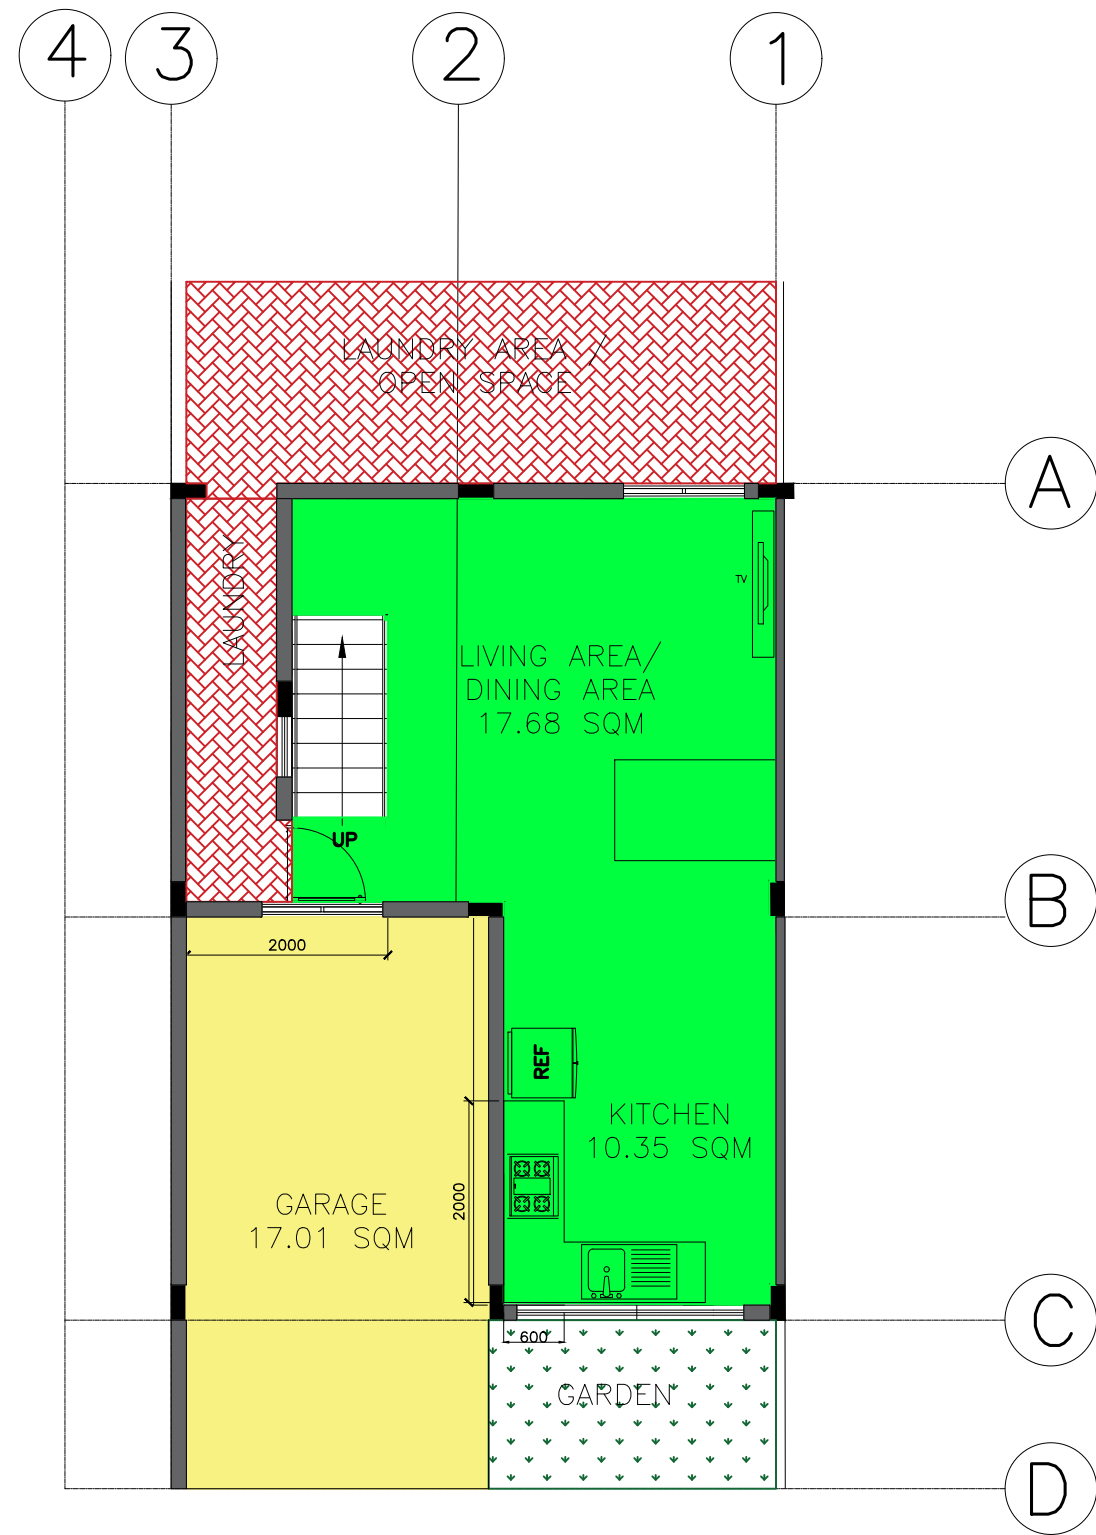 4
3
2
1
LAUNDRY AREA /
OPEN SPACE
A
LAUNDRY
TV
LIVING AREA/
DINING AREA
17.68 SQM
UP
B
2000
REF
KITCHEN
10.35 SQM
2000
GARAGE
17.01 SQM
C
600
GARDEN
D